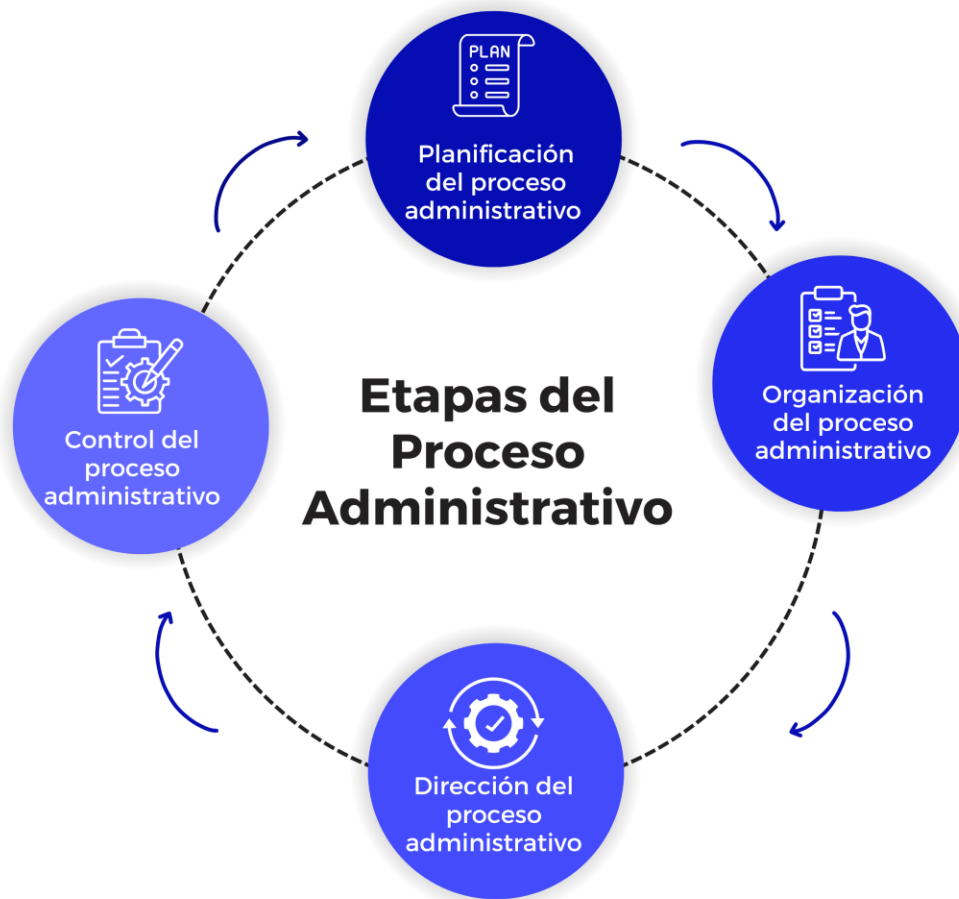 PLAN
Planificación
del proceso
administrativo
Organización
del proceso
administrativo
Etapas del
Proceso
Administrativo
Control del
proceso
administrativo
Dirección del
proceso
administrativo